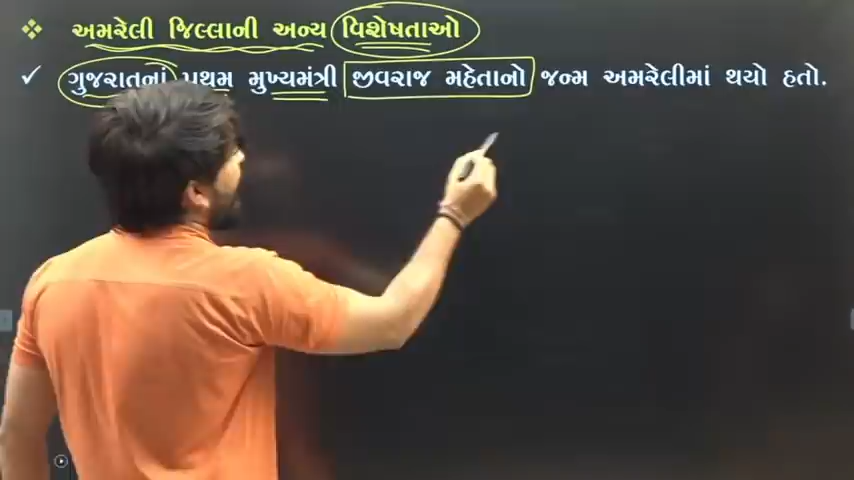 ❖ અમરેલી જિલ્લાની અન્ય વિશેષતાઓ
✓ ગુજરાતનાં પ્રથમ મુખ્યમંત્રી જીવરાજ મહેતાનો જન્મ અમરેલીમાં થયો હતો.